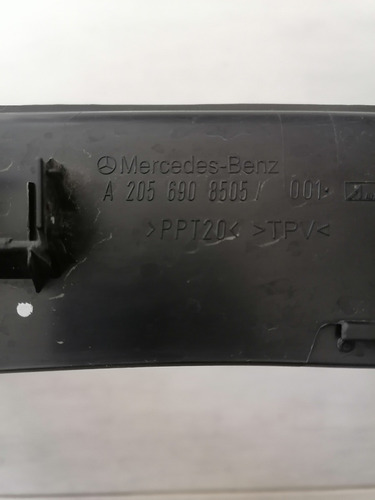 Mercedes-Benz
A 205 690 8505/ 001
>PPT20< >TPV<